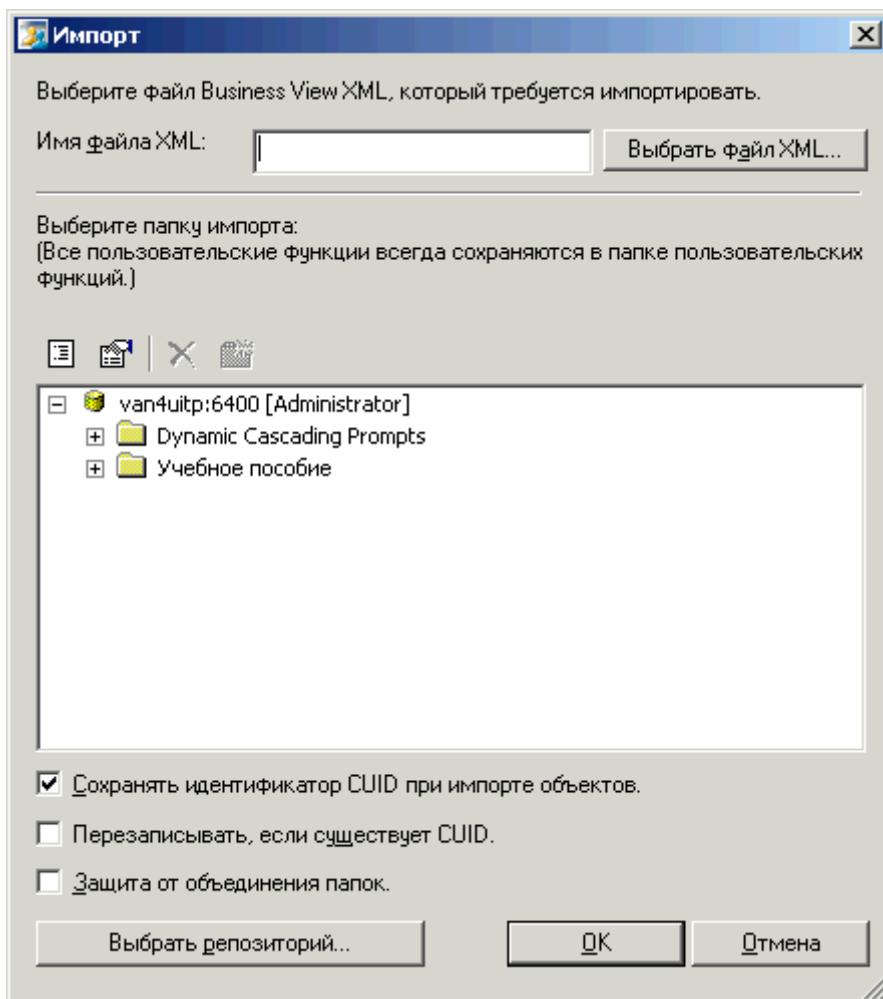 Импорт
Выберите файл Business View XML, который требуется импортировать.
Имя файла XML:
Выбрать файл XML...
Выберите папку импорта:
(Все пользовательские функции всегда сохраняются в папке пользовательских
функций.)
van4uitp:6400 [Administrator]
Dynamic Cascading Prompts
Учебное пособие
Сохранять идентификатор CUID при импорте объектов.
Перезаписывать, если существует CUID.
Защита от объединения папок.
Выбрать репозиторий...
OK
Отмена